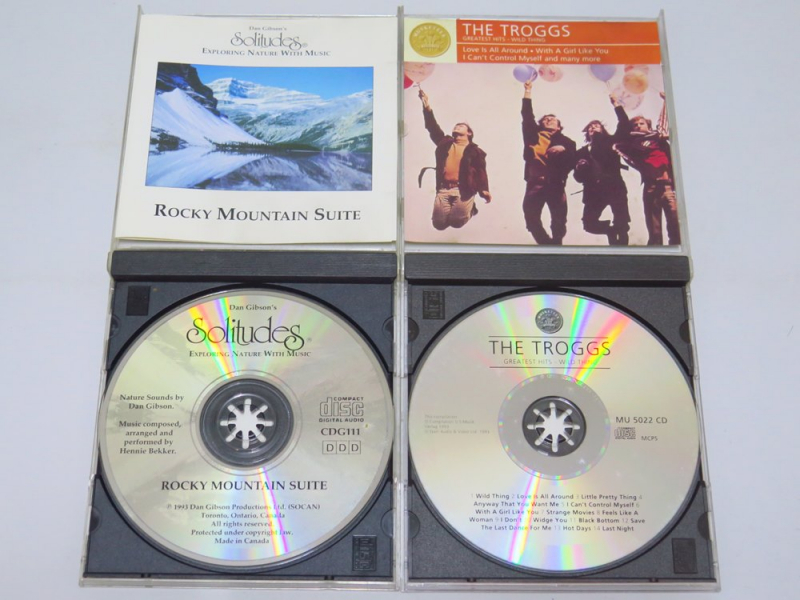 Dan Gibson's
Solitudes®
Exploring Nature With Music
Rocky Mountain Suite
THE TROGGS
GREATEST HITS - WILD THING
Love Is All Around • With A Girl Like You
I Can't Control Myself and many more
Dan Gibson's
Solitudes®
Exploring Nature With Music
Nature Sounds by
Dan Gibson.
Music composed,
arranged and
performed by
Hennie Bekker.
COMPACT
disc
DIGITAL AUDIO
CDG111
DDD
ROCKY MOUNTAIN SUITE
℗ 1993 Dan Gibson Productions Ltd. (SOCAN)
Toronto, Ontario, Canada
All rights reserved
Protected under copyright law.
Made in Canada
THE TROGGS
GREATEST HITS - WILD THING
MU 5022 CD
disc
MCPS
1 Wild Thing 2 Love Is All Around 3 Little Pretty Thing 4
Anyway That You Want Me 5 I Can't Control Myself 6
With A Girl Like You 7 Strange Movies 8 Feels Like A
Woman 9 I Don't 10 Widge You 11 Black Bottom 12 Save
The Last Dance For Me 13 Hot Days 14 Last Night